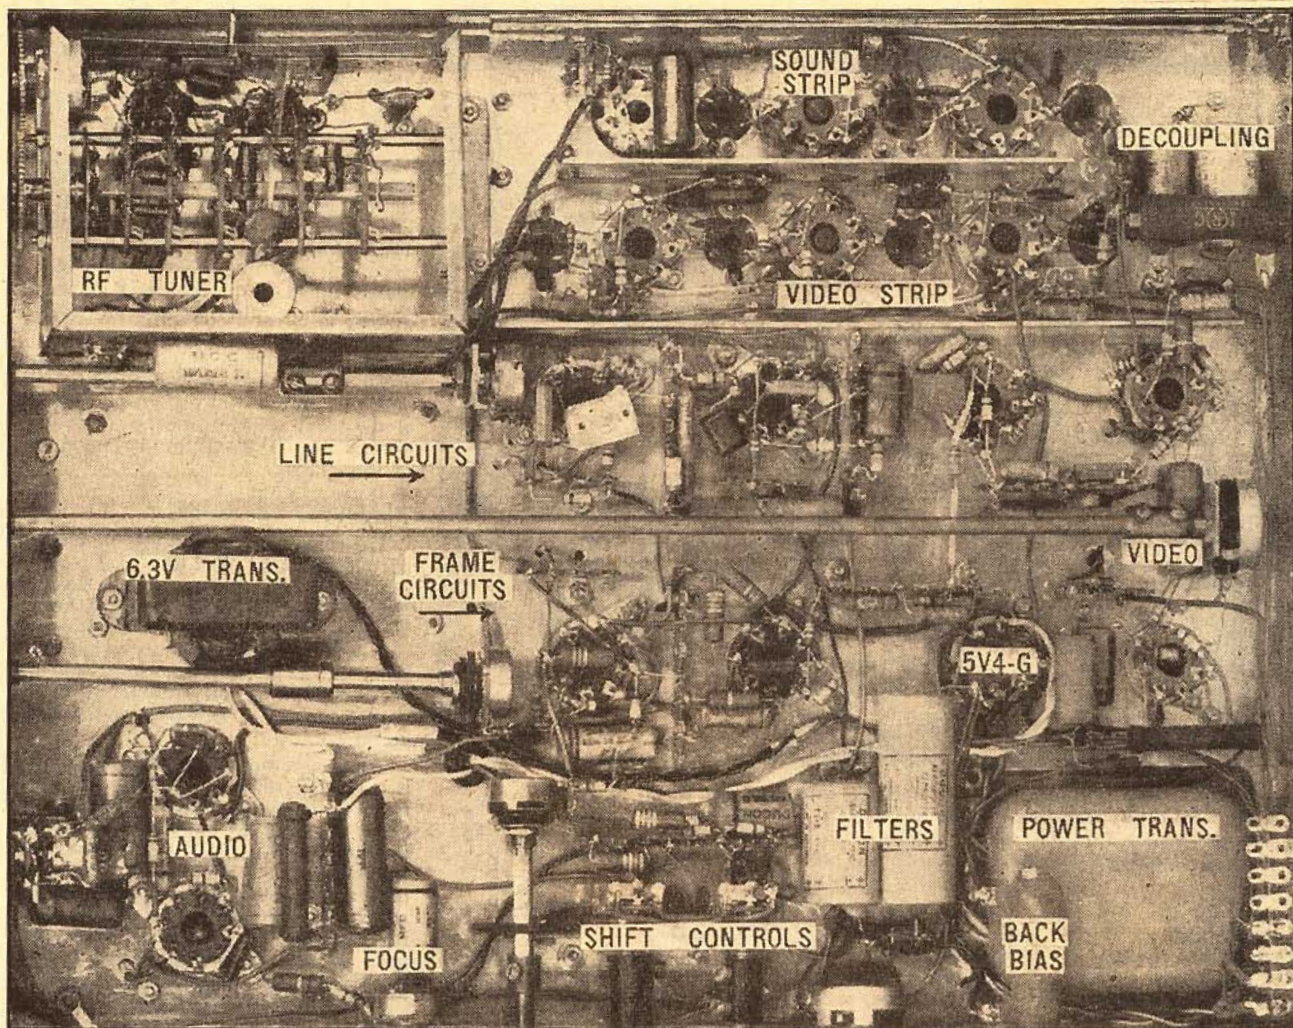 SOUND
STRIP
DECOUPLING
RF TUNER
VIDEO STRIP
LINE CIRCUITS
6.3V TRANS.
FRAME
CIRCUITS
VIDEO
5V4-G
AUDIO
FILTERS
POWER TRANS.
SHIFT CONTROLS
BACK
BIAS
FOCUS